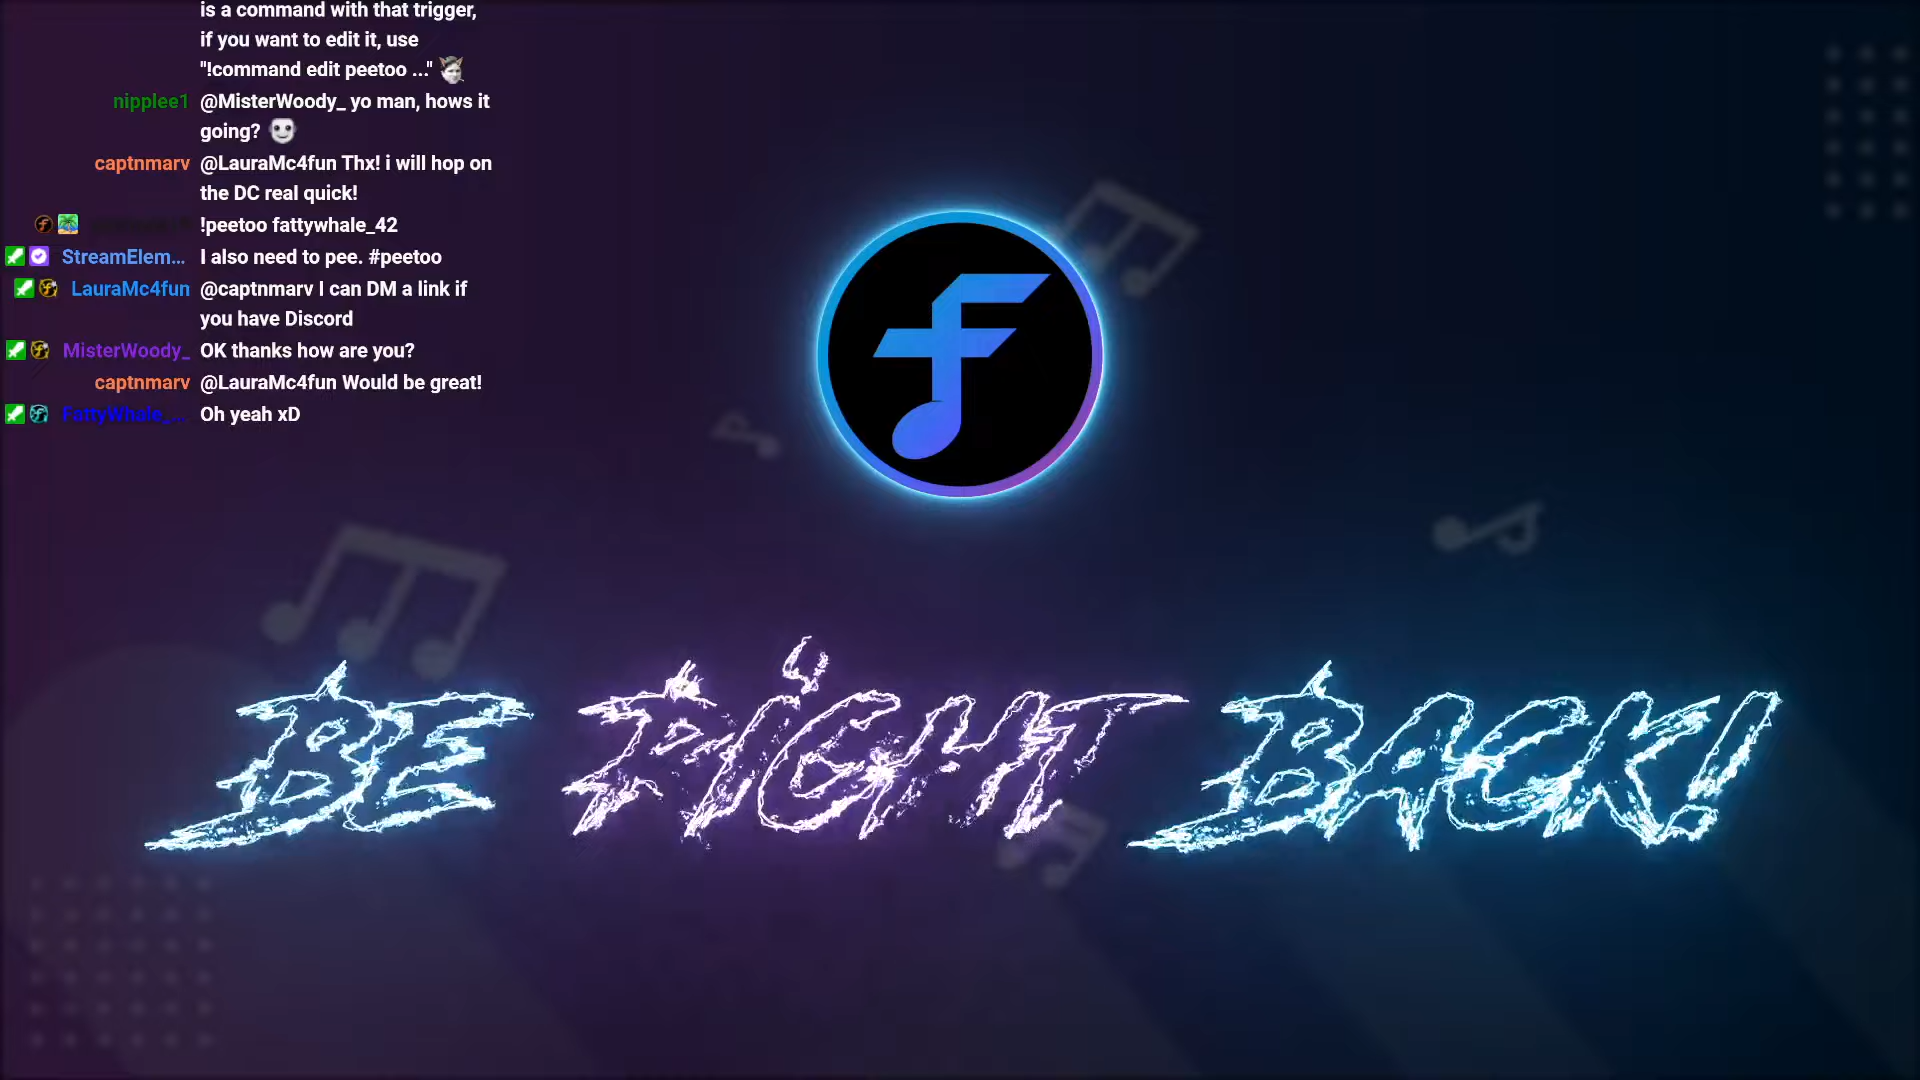 is a command with that trigger,
if you want to edit it, use
"!command edit peetoo ..."
nipplee1 @MisterWoody_ yo man, hows it
going?
captnmarv @LauraMc4fun Thx! i will hop on
the DC real quick!
!peetoo fattywhale_42
StreamElem... I also need to pee. #peetoo
LauraMc4fun @captnmarv I can DM a link if
you have Discord
MisterWoody_ OK thanks how are you?
captnmarv @LauraMc4fun Would be great!
FattyWhale_... Oh yeah xD
BE RIGHT BACK!